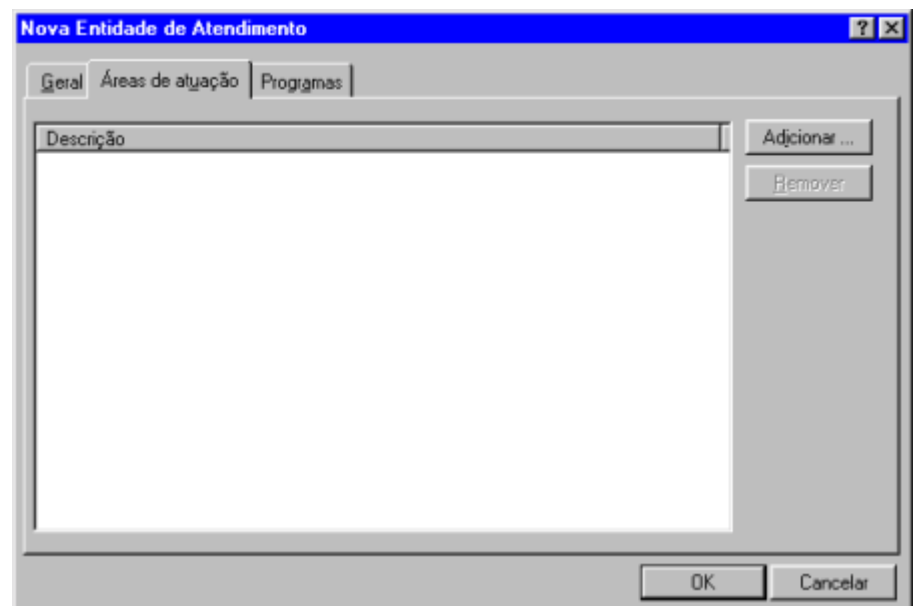 Nova Entidade de Atendimento
Geral Áreas de atuação Programas
Descrição
Adicionar ...
Remover
OK Cancelar